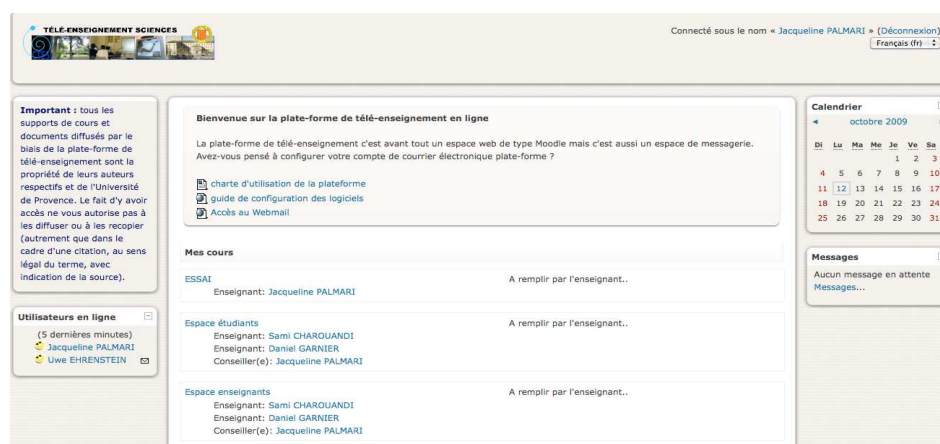 TÉLÉ-ENSEIGNEMENT SCIENCES
Connecté sous le nom « Jacqueline PALMARI » (Déconnexion)
Français (fr)
Important : tous les
supports de cours et
documents diffusés par le
biais de la plate-forme de
télé-enseignement sont la
propriété de leurs auteurs
respectifs et de l'Université
de Provence. Le fait d'y avoir
accès ne vous autorise pas à
les diffuser ou à les recopier
(autrement que dans le
cadre d'une citation, au sens
légal du terme, avec
indication de la source).
Utilisateurs en ligne
(5 dernières minutes)
Jacqueline PALMARI
Uwe EHRENSTEIN
Bienvenue sur la plate-forme de télé-enseignement en ligne
La plate-forme de télé-enseignement c'est avant tout un espace web de type Moodle mais c'est aussi un espace de messagerie.
Avez-vous pensé à configurer votre compte de courrier électronique plate-forme ?
charte d'utilisation de la plateforme
guide de configuration des logiciels
Accès au Webmail
Mes cours
ESSAI A remplir par l'enseignant..
Enseignant: Jacqueline PALMARI
Espace étudiants A remplir par l'enseignant..
Enseignant: Sami CHAROUANDI
Enseignant: Daniel GARNIER
Conseiller(e): Jacqueline PALMARI
Espace enseignants A remplir par l'enseignant..
Enseignant: Sami CHAROUANDI
Enseignant: Daniel GARNIER
Conseiller(e): Jacqueline PALMARI
Calendrier
◄ octobre 2009
Di Lu Ma Me Je Ve Sa
1 2 3
4 5 6 7 8 9 10
11 12 13 14 15 16 17
18 19 20 21 22 23 24
25 26 27 28 29 30 31
Messages
Aucun message en attente
Messages...